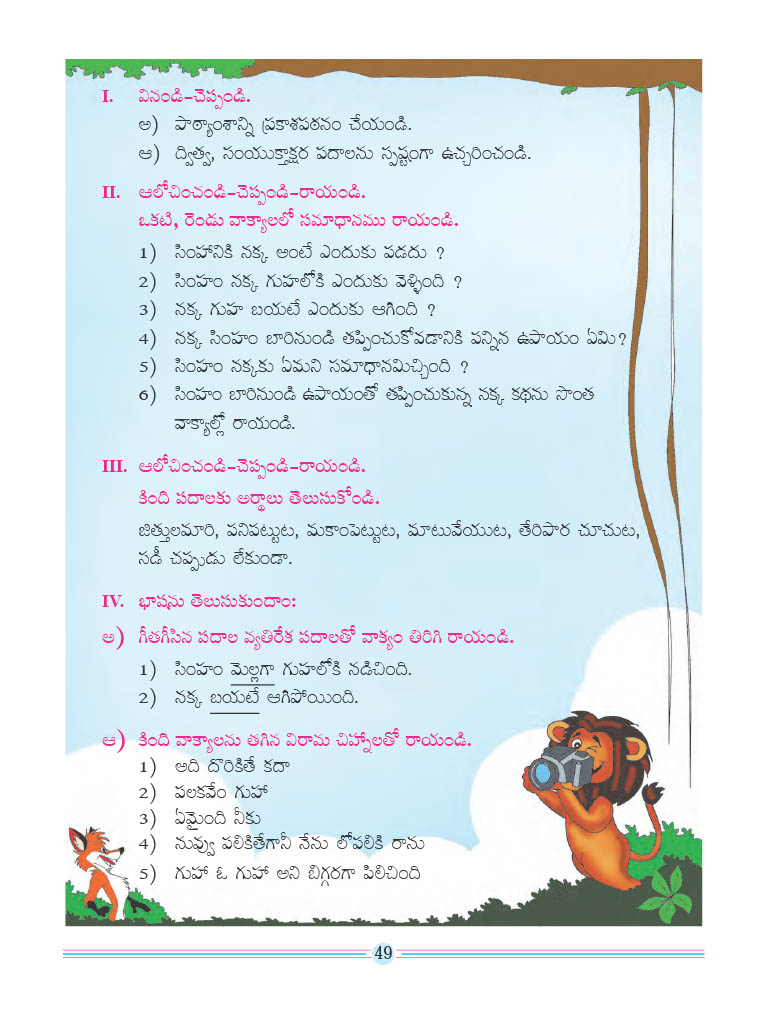 I. వినండి-చెప్పండి.
అ) పాఠ్యాంశాన్ని ప్రకాశపఠనం చేయండి.
ఆ) ద్విత్వ, సంయుక్తాక్షర పదాలను స్పష్టంగా ఉచ్చరించండి.
II. ఆలోచించండి-చెప్పండి-రాయండి.
ఒకటి, రెండు వాక్యాలలో సమాధానము రాయండి.
1) సింహానికి నక్క అంటే ఎందుకు పడదు ?
2) సింహం నక్క గుహలోకి ఎందుకు వెళ్ళింది ?
3) నక్క గుహ బయటే ఎందుకు ఆగింది ?
4) నక్క సింహం బారినుండి తప్పించుకోవడానికి పన్నిన ఉపాయం ఏమి?
5) సింహం నక్కకు ఏమని సమాధానమిచ్చింది ?
6) సింహం బారినుండి ఉపాయంతో తప్పించుకున్న నక్క కథను సొంత
వాక్యాల్లో రాయండి.
III. ఆలోచించండి-చెప్పండి-రాయండి.
కింది పదాలకు అర్థాలు తెలుసుకోండి.
జిత్తులమారి, పనిపట్టుట, మకాంపెట్టుట, మాటువేయుట, తేరిపార చూచుట,
సడీ చప్పుడు లేకుండా.
IV. భాషను తెలుసుకుందాం:
అ) గీతగీసిన పదాల వ్యతిరేక పదాలతో వాక్యం తిరిగి రాయండి.
1) సింహం మెల్లగా గుహలోకి నడిచింది.
2) నక్క బయటే ఆగిపోయింది.
ఆ) కింది వాక్యాలను తగిన విరామ చిహ్నాలతో రాయండి.
1) అది దొరికితే కదా
2) పలకవేం గుహా
3) ఏమైంది నీకు
4) నువ్వు పలికితేగానీ నేను లోపలికి రాను
5) గుహా ఓ గుహా అని బిగ్గరగా పిలిచింది
49